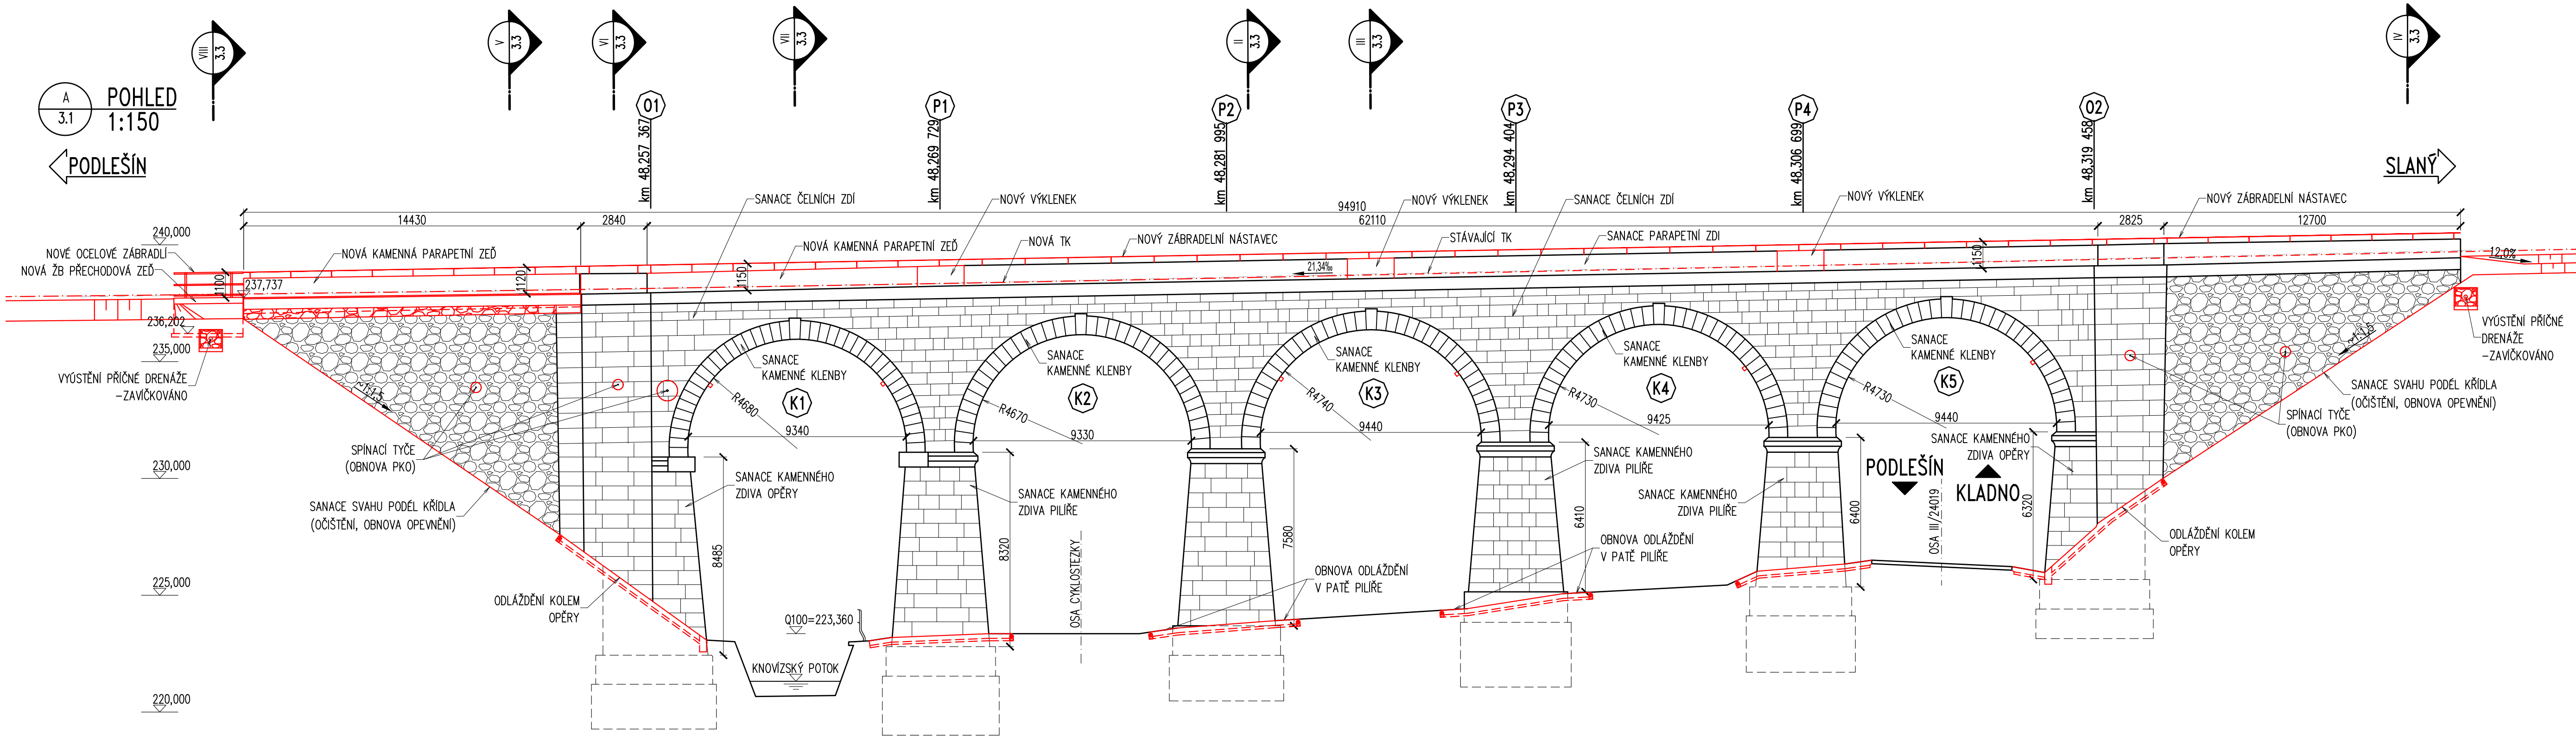 VIII
3.3
V
3.3
VI
3.3
VII
3.3
II
3.3
III
3.3
IV
3.3
A
3.1
POHLED
1:150
PODLEŠÍN
SLANÝ
O1
km 48,257 367
P1
km 48,269 729
P2
km 48,281 995
P3
km 48,294 404
P4
km 48,306 699
O2
km 48,319 458
94910
14430
2840
62110
2825
12700
SANACE ČELNÍCH ZDÍ
NOVÝ VÝKLENEK
NOVÝ VÝKLENEK
SANACE ČELNÍCH ZDÍ
NOVÝ VÝKLENEK
NOVÝ ZÁBRADELNÍ NÁSTAVEC
240,000
NOVÉ OCELOVÉ ZÁBRADLÍ
NOVÁ ŽB PŘECHODOVÁ ZEĎ
NOVÁ KAMENNÁ PARAPETNÍ ZEĎ
NOVÁ KAMENNÁ PARAPETNÍ ZEĎ
NOVÁ TK
NOVÝ ZÁBRADELNÍ NÁSTAVEC
STÁVAJÍCÍ TK
SANACE PARAPETNÍ ZDI
1100
1120
1150
1150
21,34‰
12,0%
237,737
236,202
235,000
230,000
225,000
220,000
VYÚSTĚNÍ PŘÍČNÉ DRENÁŽE
-ZAVÍČKOVÁNO
VYÚSTĚNÍ PŘÍČNÉ
DRENÁŽE
-ZAVÍČKOVÁNO
~1:1,5
~1:1,5
SPÍNACÍ TYČE
(OBNOVA PKO)
SANACE SVAHU PODÉL KŘÍDLA
(OČIŠTĚNÍ, OBNOVA OPEVNĚNÍ)
ODLÁŽDĚNÍ KOLEM
OPĚRY
SANACE
KAMENNÉ KLENBY
K1
R4680
9340
SANACE KAMENNÉHO
ZDIVA OPĚRY
8485
Q100=223,360
KNOVÍZSKÝ POTOK
SANACE
KAMENNÉ KLENBY
K2
R4670
9330
SANACE KAMENNÉHO
ZDIVA PILÍŘE
8320
OSA CYKLOSTEZKY
SANACE
KAMENNÉ KLENBY
K3
R4740
9440
7580
OBNOVA ODLÁŽDĚNÍ
V PATĚ PILÍŘE
SANACE
KAMENNÉ KLENBY
K4
R4730
9425
SANACE KAMENNÉHO
ZDIVA PILÍŘE
6410
SANACE KAMENNÉHO
ZDIVA PILÍŘE
OBNOVA ODLÁŽDĚNÍ
V PATĚ PILÍŘE
SANACE
KAMENNÉ KLENBY
K5
R4730
9440
6400
PODLEŠÍN
KLADNO
OSA III/24019
SANACE KAMENNÉHO
ZDIVA OPĚRY
6320
SANACE SVAHU PODÉL KŘÍDLA
(OČIŠTĚNÍ, OBNOVA OPEVNĚNÍ)
SPÍNACÍ TYČE
(OBNOVA PKO)
ODLÁŽDĚNÍ KOLEM
OPĚRY